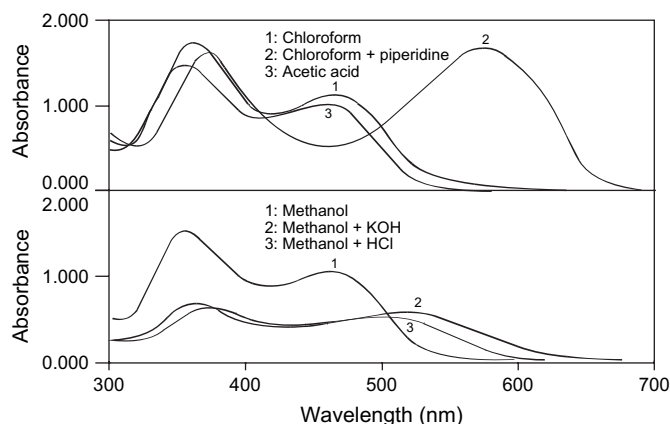 2.000
1: Chloroform
2: Chloroform + piperidine
3: Acetic acid
2
1
3
1.000
0.000
Absorbance
2.000
1: Methanol
2: Methanol + KOH
3: Methanol + HCl
1
2
3
1.000
0.000
Absorbance
300 400 500 600 700
Wavelength (nm)